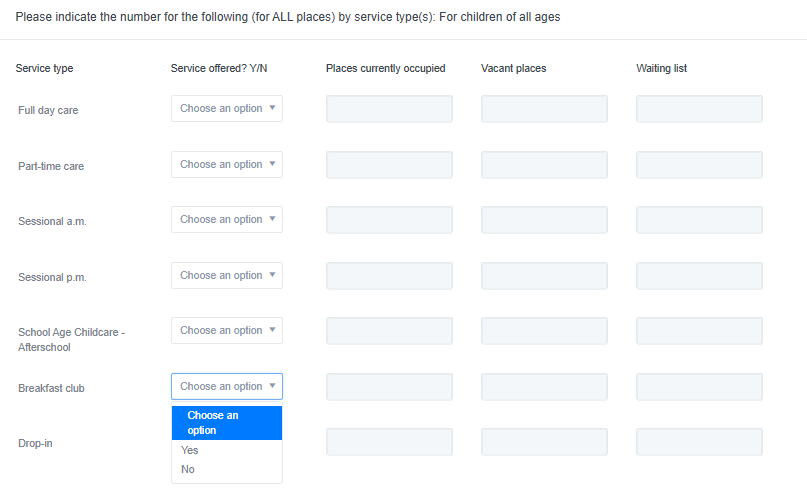 Please indicate the number for the following (for ALL places) by service type(s): For children of all ages
Service type Service offered? Y/N Places currently occupied Vacant places Waiting list
Full day care Choose an option
Part-time care Choose an option
Sessional a.m. Choose an option
Sessional p.m. Choose an option
School Age Childcare - Choose an option
Afterschool
Breakfast club Choose an option
Choose an
option
Drop-in
Yes
No